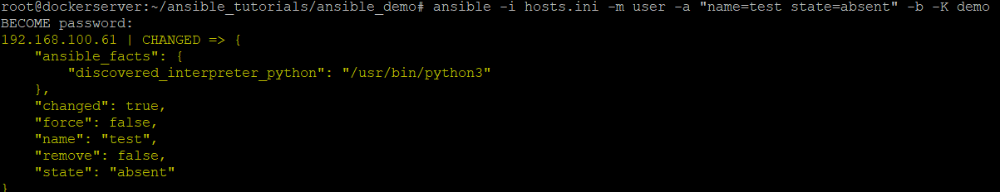 root@dockerserver:~/ansible_tutorials/ansible_demo# ansible -i hosts.ini -m user -a "name=test state=absent" -b -K demo
BECOME password:
192.168.100.61 | CHANGED => {
    "ansible_facts": {
        "discovered_interpreter_python": "/usr/bin/python3"
    },
    "changed": true,
    "force": false,
    "name": "test",
    "remove": false,
    "state": "absent"
}